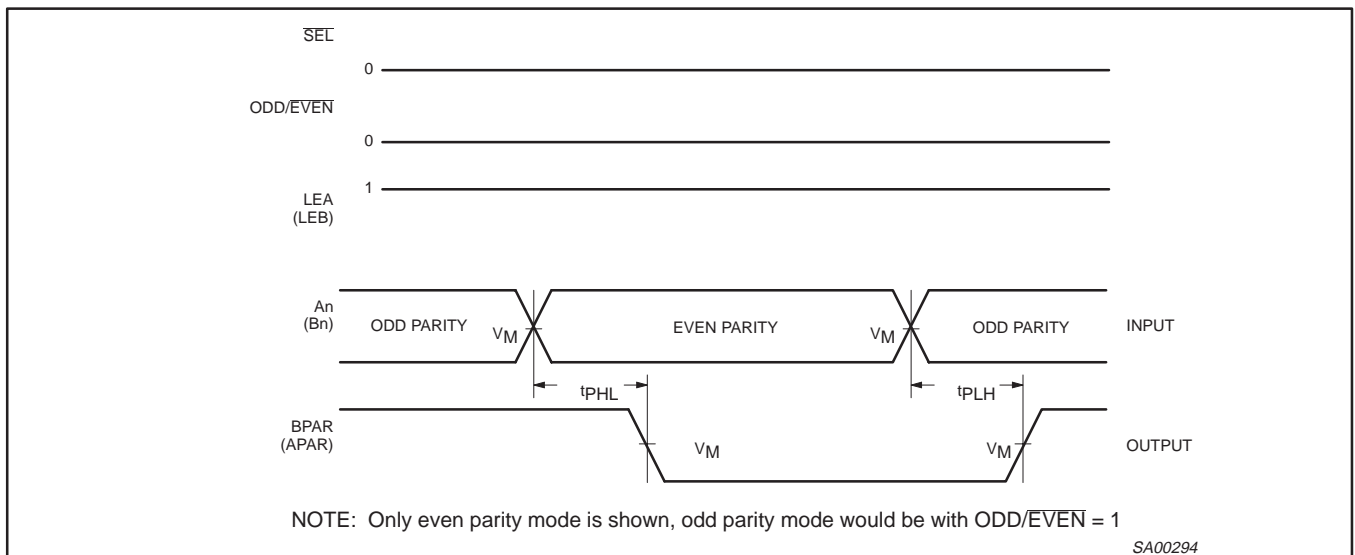 SEL
0
ODD/EVEN
0
1
LEA
(LEB)
An
(Bn)
ODD PARITY
VM
EVEN PARITY
VM
ODD PARITY
INPUT
tPHL
tPLH
BPAR
(APAR)
VM
VM
OUTPUT
NOTE: Only even parity mode is shown, odd parity mode would be with ODD/EVEN = 1
SA00294